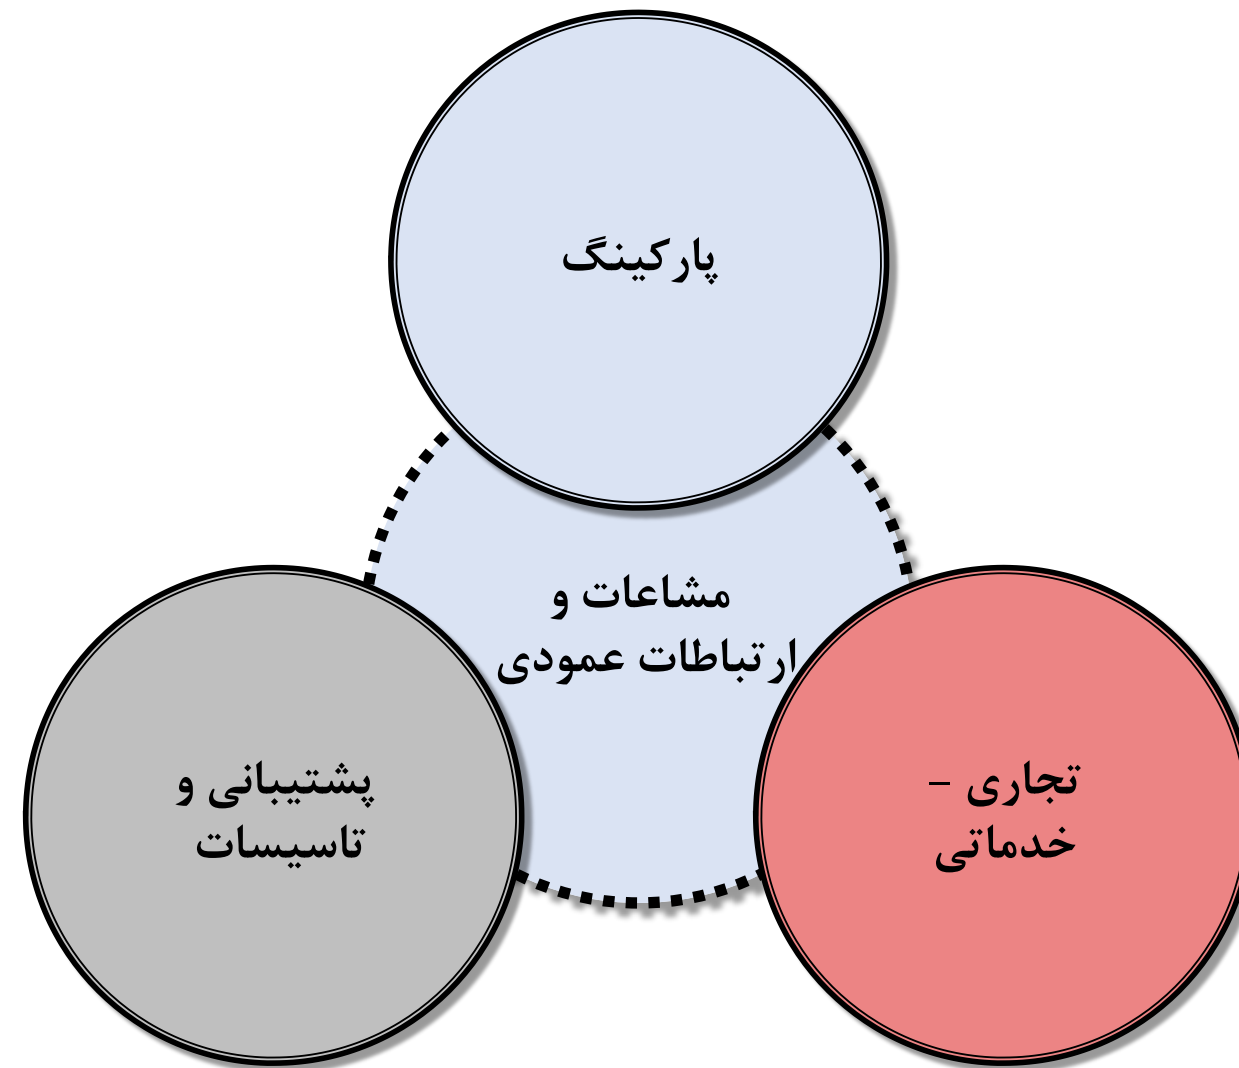 پارکینگ
مشاعات و
ارتباطات عمودی
پشتیبانی و
تاسیسات
تجاری –
خدماتی